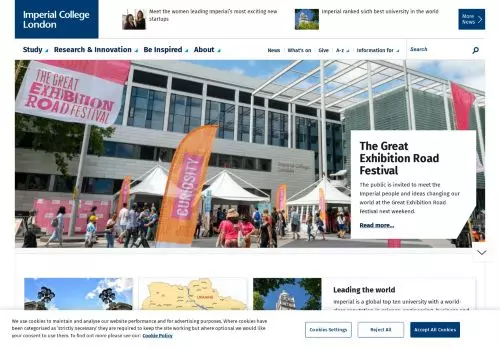 Imperial College
London
Meet the women leading Imperial's most exciting new
startups
Imperial ranked sixth best university in the world
More
News >
Study
Research & Innovation
Be Inspired
About
News
What's on
Give
A-z
Information for
Search
THE GREAT
EXHIBITION
ROAD FESTIVAL
CURIOSITY
Imperial College
London
The Great
Exhibition Road
Festival
The public is invited to meet the
Imperial people and ideas changing our
world at the Great Exhibition Road
Festival next weekend.
Read more...
UKRAINE
Leading the world
Imperial is a global top ten university with a world-
We use cookies to maintain and analyse our website performance and for advertising purposes. Where cookies
have been categorised as 'strictly necessary' they are required to keep the site working but where optional we would like
your consent to use them. To find out more please see our: Cookie Policy
Cookies Settings
Reject All
Accept All Cookies